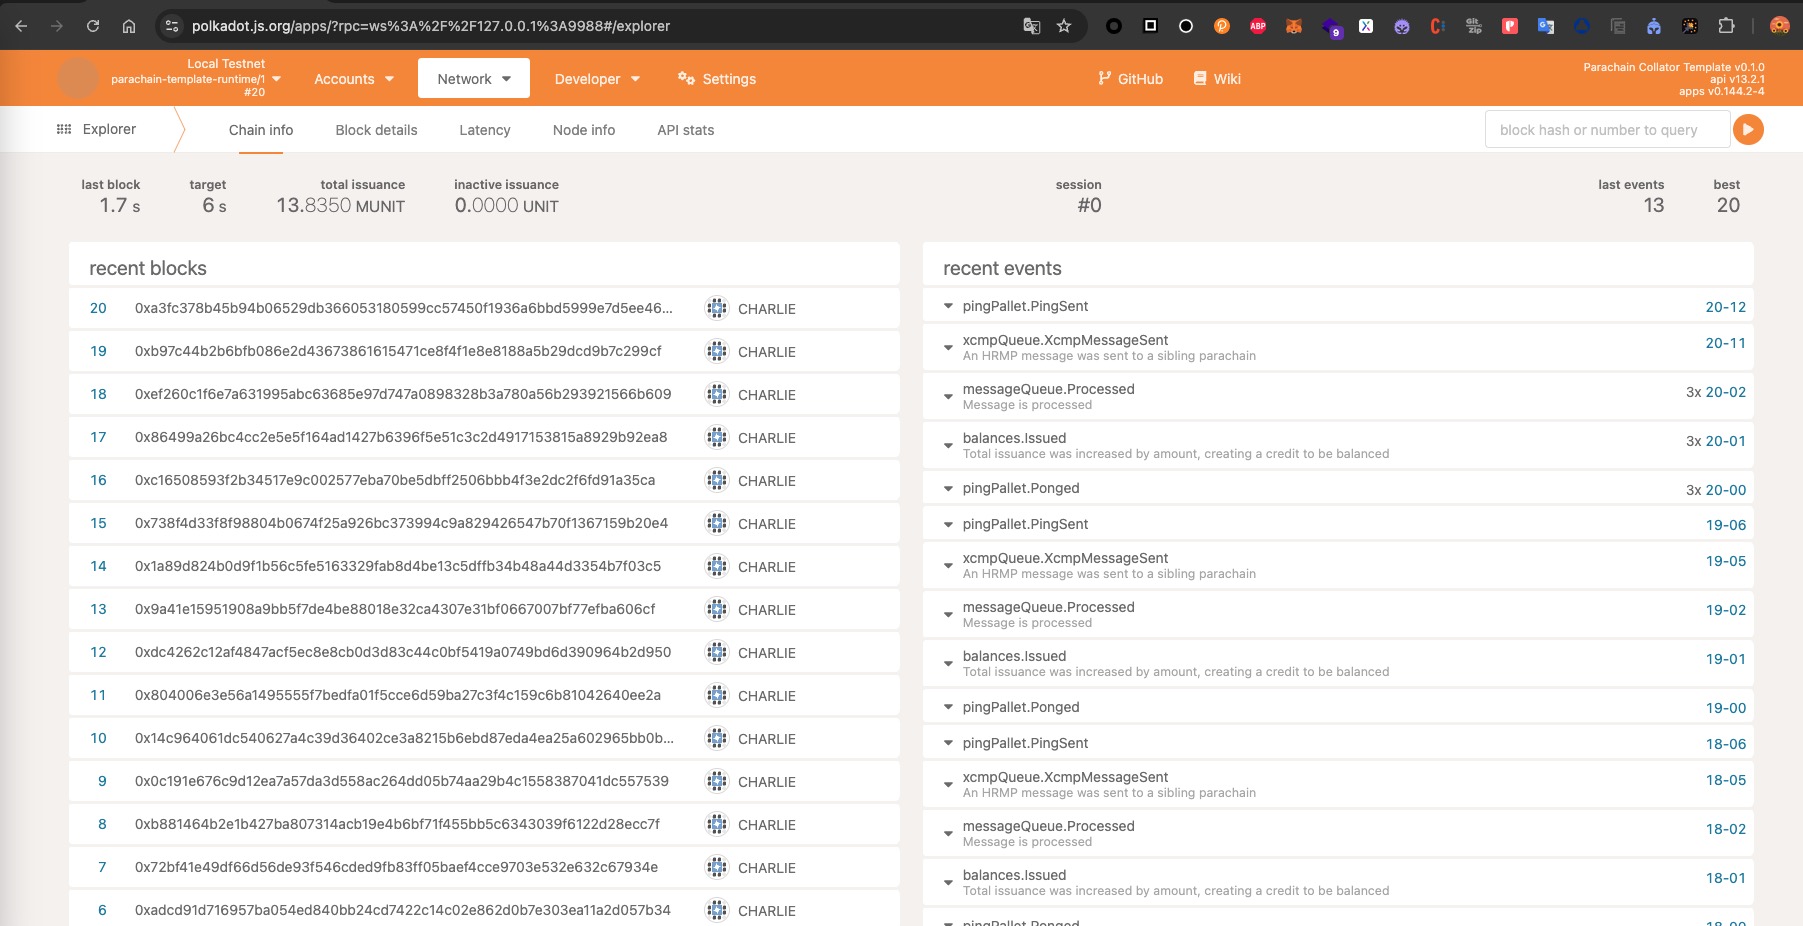 polkadot.js.org/apps/?rpc=ws%3A%2F%2F127.0.0.1%3A9988#/explorer
ABP
9
Local Testnet
parachain-template-runtime/1
#20
Accounts
Network
Developer
Settings
GitHub
Wiki
Parachain Collator Template v0.1.0
api v13.2.1
apps v0.144.2-4
Explorer
Chain info
Block details
Latency
Node info
API stats
block hash or number to query
last block
1.7 s
target
6 s
total issuance
13.8350 MUNIT
inactive issuance
0.0000 UNIT
session
#0
last events
13
best
20
recent blocks
20 0xa3fc378b45b94b06529db366053180599cc57450f1936a6bbd5999e7d5ee46... CHARLIE
19 0xb97c44b2b6bfb086e2d43673861615471ce8f4f1e8e8188a5b29dcd9b7c299cf CHARLIE
18 0xef260c1f6e7a631995abc63685e97d747a0898328b3a780a56b293921566b609 CHARLIE
17 0x86499a26bc4cc2e5e5f164ad1427b6396f5e51c3c2d4917153815a8929b92ea8 CHARLIE
16 0xc16508593f2b34517e9c002577eba70be5dbff2506bbb4f3e2dc2f6fd91a35ca CHARLIE
15 0x738f4d33f8f98804b0674f25a926bc373994c9a829426547b70f1367159b20e4 CHARLIE
14 0x1a89d824b0d9f1b56c5fe5163329fab8d4be13c5dffb34b48a44d3354b7f03c5 CHARLIE
13 0x9a41e15951908a9bb5f7de4be88018e32ca4307e31bf0667007bf77efba606cf CHARLIE
12 0xdc4262c12af4847acf5ec8e8cb0d3d83c44c0bf5419a0749bd6d390964b2d950 CHARLIE
11 0x804006e3e56a1495555f7bedfa01f5cce6d59ba27c3f4c159c6b81042640ee2a CHARLIE
10 0x14c964061dc540627a4c39d36402ce3a8215b6ebd87eda4ea25a602965bb0b... CHARLIE
9 0x0c191e676c9d12ea7a57da3d558ac264dd05b74aa29b4c1558387041dc557539 CHARLIE
8 0xb881464b2e1b427ba807314acb19e4b6bf71f455bb5c6343039f6122d28ecc7f CHARLIE
7 0x72bf41e49df66d56de93f546cded9fb83ff05baef4cce9703e532e632c67934e CHARLIE
6 0xadcd91d716957ba054ed840bb24cd7422c14c02e862d0b7e303ea11a2d057b34 CHARLIE
recent events
pingPallet.PingSent 20-12
xcmpQueue.XcmpMessageSent 20-11
An HRMP message was sent to a sibling parachain
messageQueue.Processed 3x 20-02
Message is processed
balances.Issued 3x 20-01
Total issuance was increased by amount, creating a credit to be balanced
pingPallet.Ponged 3x 20-00
pingPallet.PingSent 19-06
xcmpQueue.XcmpMessageSent 19-05
An HRMP message was sent to a sibling parachain
messageQueue.Processed 19-02
Message is processed
balances.Issued 19-01
Total issuance was increased by amount, creating a credit to be balanced
pingPallet.Ponged 19-00
pingPallet.PingSent 18-06
xcmpQueue.XcmpMessageSent 18-05
An HRMP message was sent to a sibling parachain
messageQueue.Processed 18-02
Message is processed
balances.Issued 18-01
Total issuance was increased by amount, creating a credit to be balanced
pingPallet.Ponged 18-00